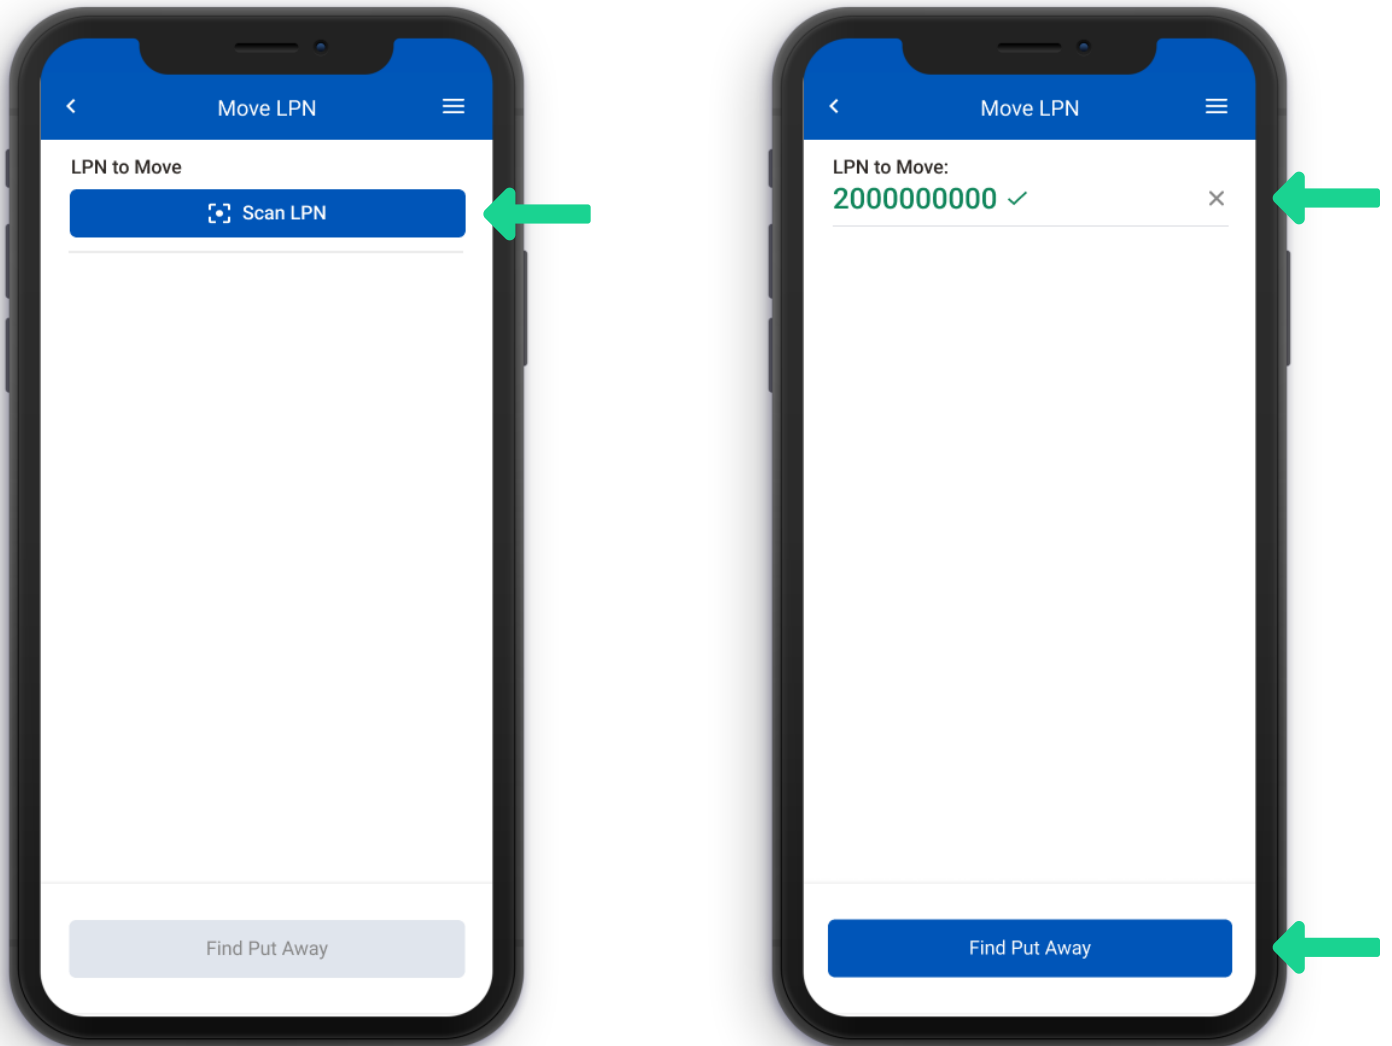 Move LPN
LPN to Move
Scan LPN
Find Put Away
Move LPN
LPN to Move:
2000000000
Find Put Away